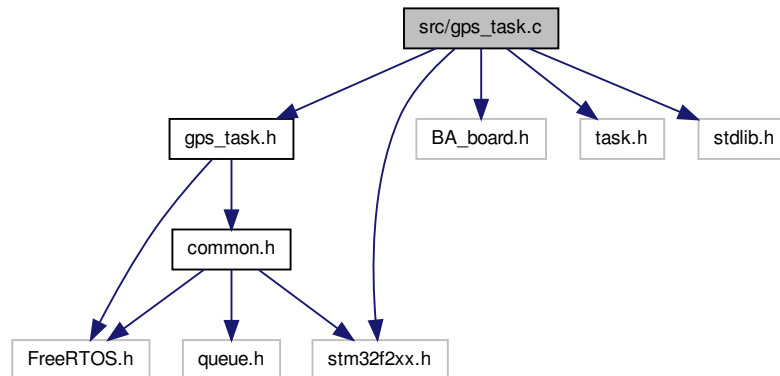 src/gps_task.c
gps_task.h
BA_board.h
task.h
stdlib.h
common.h
FreeRTOS.h
queue.h
stm32f2xx.h